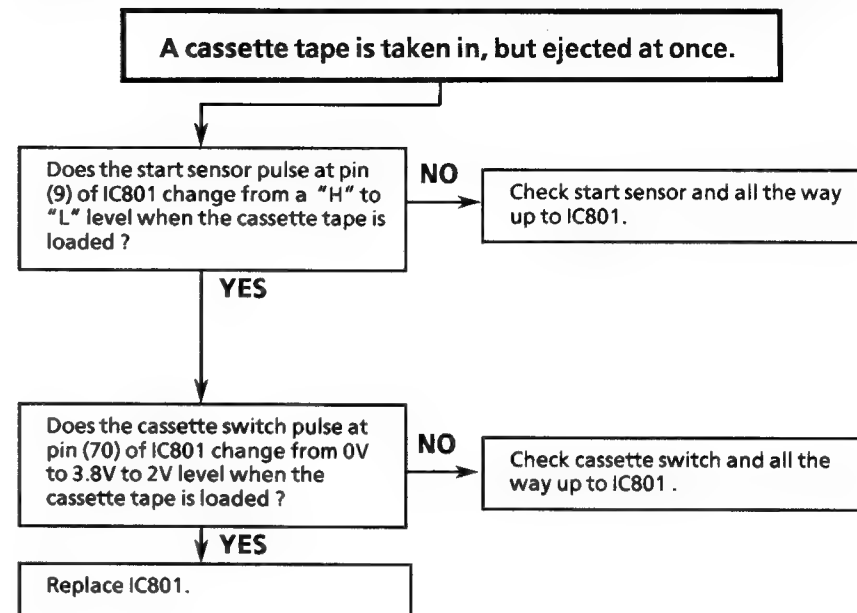 A cassette tape is taken in, but ejected at once.
Does the start sensor pulse at pin
(9) of IC801 change from a "H" to
"L" level when the cassette tape is
loaded ?
NO
Check start sensor and all the way
up to IC801.
YES
Does the cassette switch pulse at
pin (70) of IC801 change from 0V
to 3.8V to 2V level when the
cassette tape is loaded ?
NO
Check cassette switch and all the
way up to IC801 .
YES
Replace IC801.